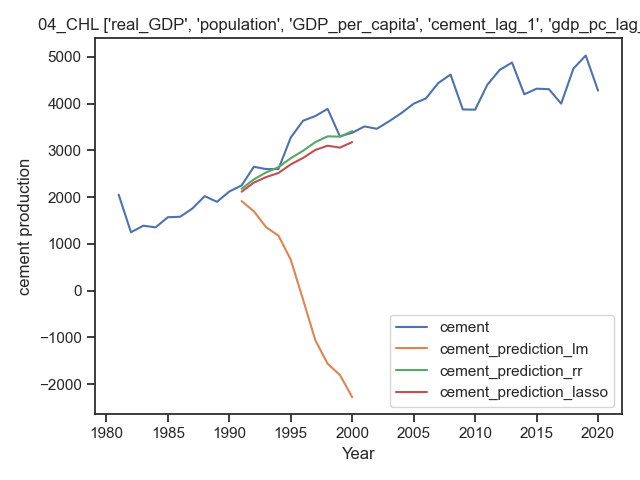 04_CHL ['real_GDP', 'population', 'GDP_per_capita', 'cement_lag_1', 'gdp_pc_lag_
cement production
5000
4000
3000
2000
1000
0
−1000
−2000
cement
cement_prediction_lm
cement_prediction_rr
cement_prediction_lasso
1980 1985 1990 1995 2000 2005 2010 2015 2020
Year